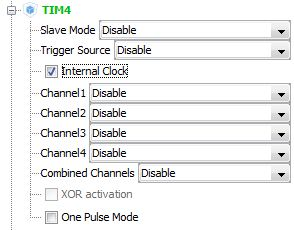 TIM4
Slave Mode Disable
Trigger Source Disable
Internal Clock
Channel1 Disable
Channel2 Disable
Channel3 Disable
Channel4 Disable
Combined Channels Disable
XOR activation
One Pulse Mode